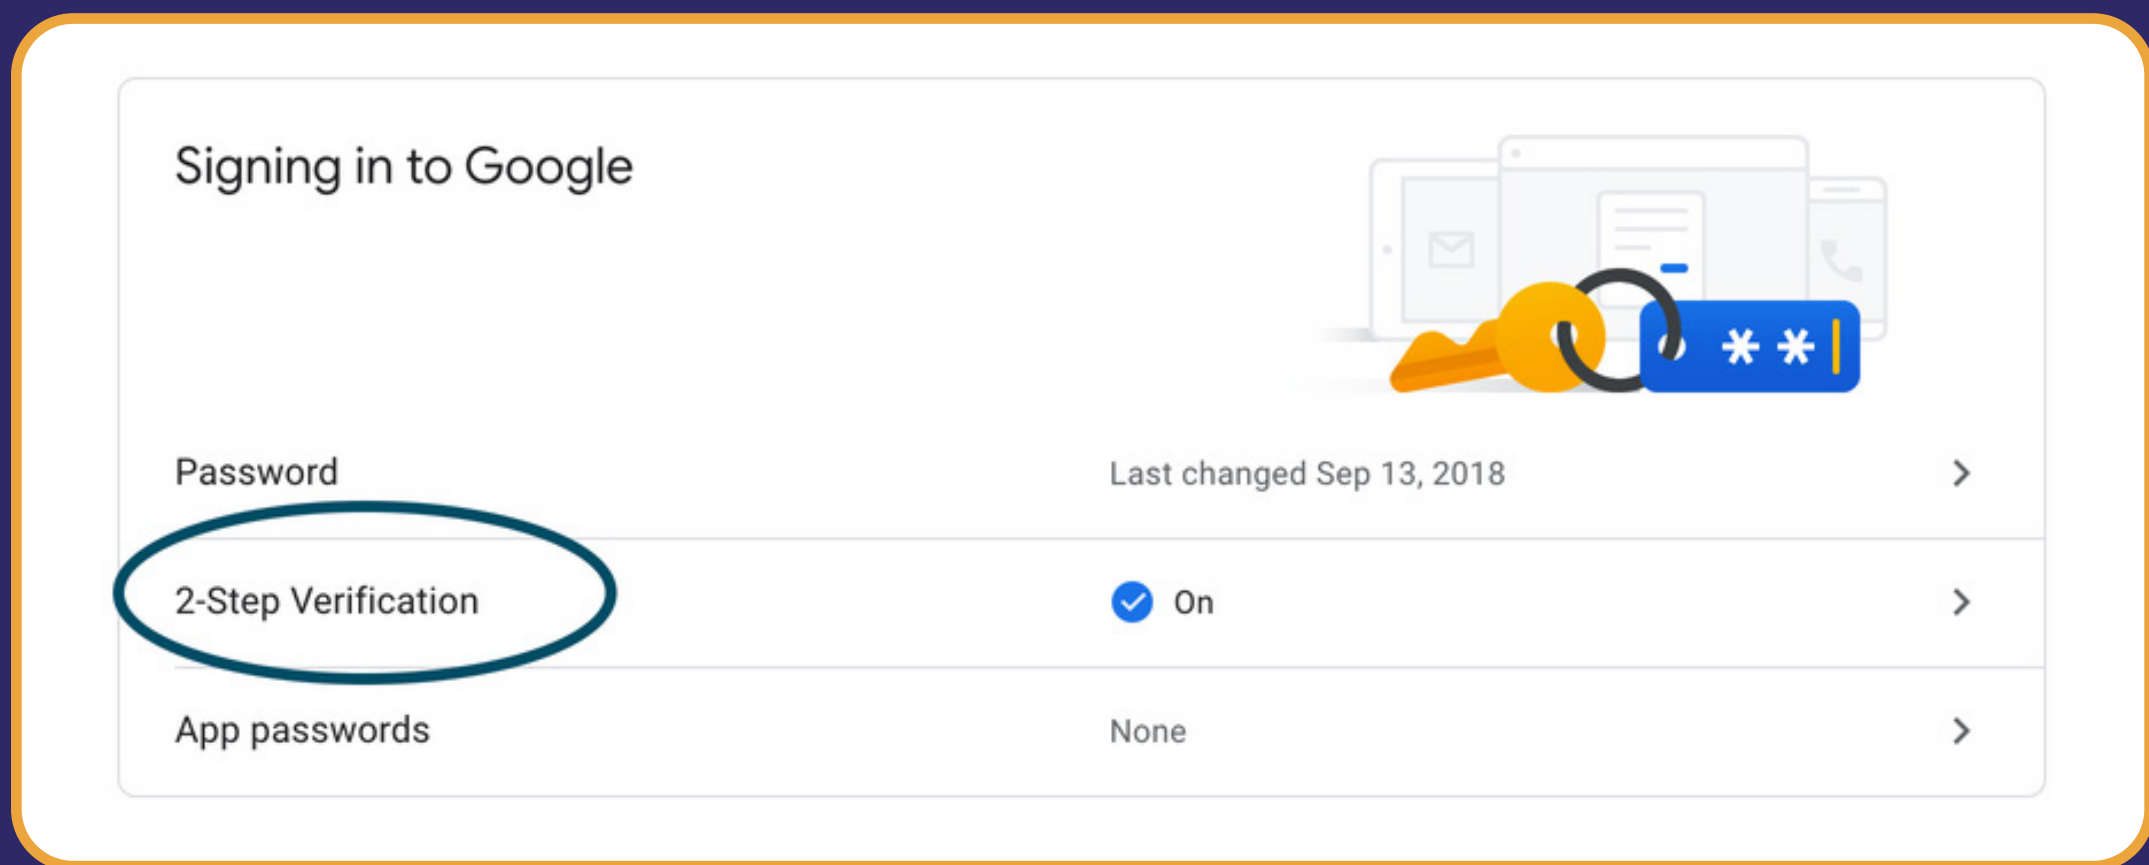 Signing in to Google
**
Password
Last changed Sep 13, 2018
2-Step Verification
On
App passwords
None